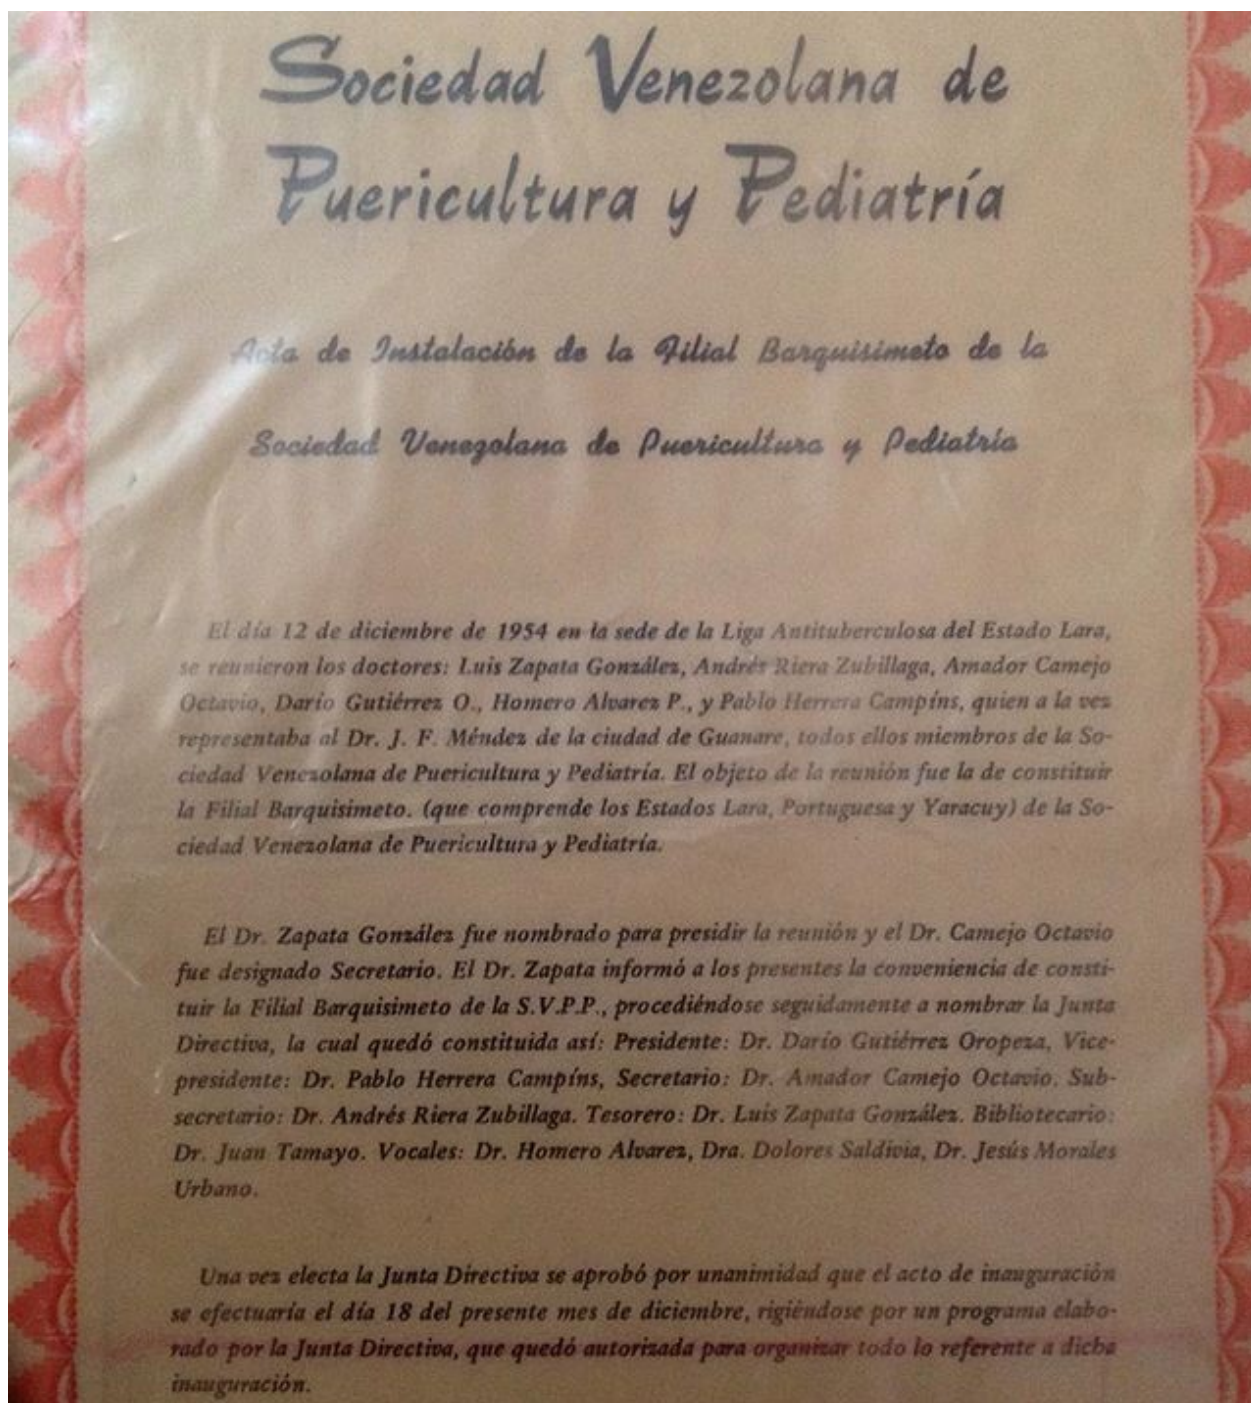 Sociedad Venezolana de
Puericultura y Pediatría
Acta de Instalación de la Filial Barquisimeto de la
Sociedad Venezolana de Puericultura y Pediatría
El día 12 de diciembre de 1954 en la sede de la Liga Antituberculosa del Estado Lara,
se reunieron los doctores: Luis Zapata González, Andrés Riera Zubillaga, Amador Camejo
Octavio, Darío Gutiérrez O., Homero Alvarez P., y Pablo Herrera Campíns, quien a la vez
representaba al Dr. J. F. Méndez de la ciudad de Guanare, todos ellos miembros de la So-
ciedad Venezolana de Puericultura y Pediatría. El objeto de la reunión fue la de constituir
la Filial Barquisimeto. (que comprende los Estados Lara, Portuguesa y Yaracuy) de la So-
ciedad Venezolana de Puericultura y Pediatría.
El Dr. Zapata González fue nombrado para presidir la reunión y el Dr. Camejo Octavio
fue designado Secretario. El Dr. Zapata informó a los presentes la conveniencia de consti-
tuir la Filial Barquisimeto de la S.V.P.P., procediéndose seguidamente a nombrar la Junta
Directiva, la cual quedó constituida así: Presidente: Dr. Darío Gutiérrez Oropeza, Vice-
presidente: Dr. Pablo Herrera Campíns, Secretario: Dr. Amador Camejo Octavio. Sub-
secretario: Dr. Andrés Riera Zubillaga. Tesorero: Dr. Luis Zapata González. Bibliotecario:
Dr. Juan Tamayo. Vocales: Dr. Homero Alvarez, Dra. Dolores Saldivia, Dr. Jesús Morales
Urbano.
Una vez electa la Junta Directiva se aprobó por unanimidad que el acto de inauguración
se efectuaría el día 18 del presente mes de diciembre, rigiéndose por un programa elabo-
rado por la Junta Directiva, que quedó autorizada para organizar todo lo referente a dicha
inauguración.